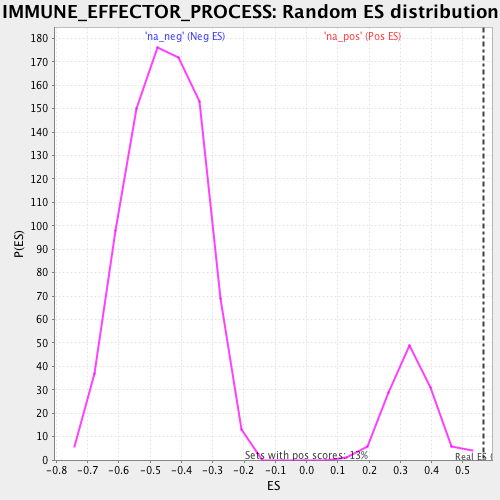 IMMUNE_EFFECTOR_PROCESS: Random ES distribution
'na_neg' (Neg ES)
'na_pos' (Pos ES)
180
170
160
150
140
130
120
110
100
90
80
70
60
50
40
30
20
10
0
P(ES)
Sets with pos scores: 13%
Real ES (
-0.8 -0.7 -0.6 -0.5 -0.4 -0.3 -0.2 -0.1 0.0 0.1 0.2 0.3 0.4 0.5
ES